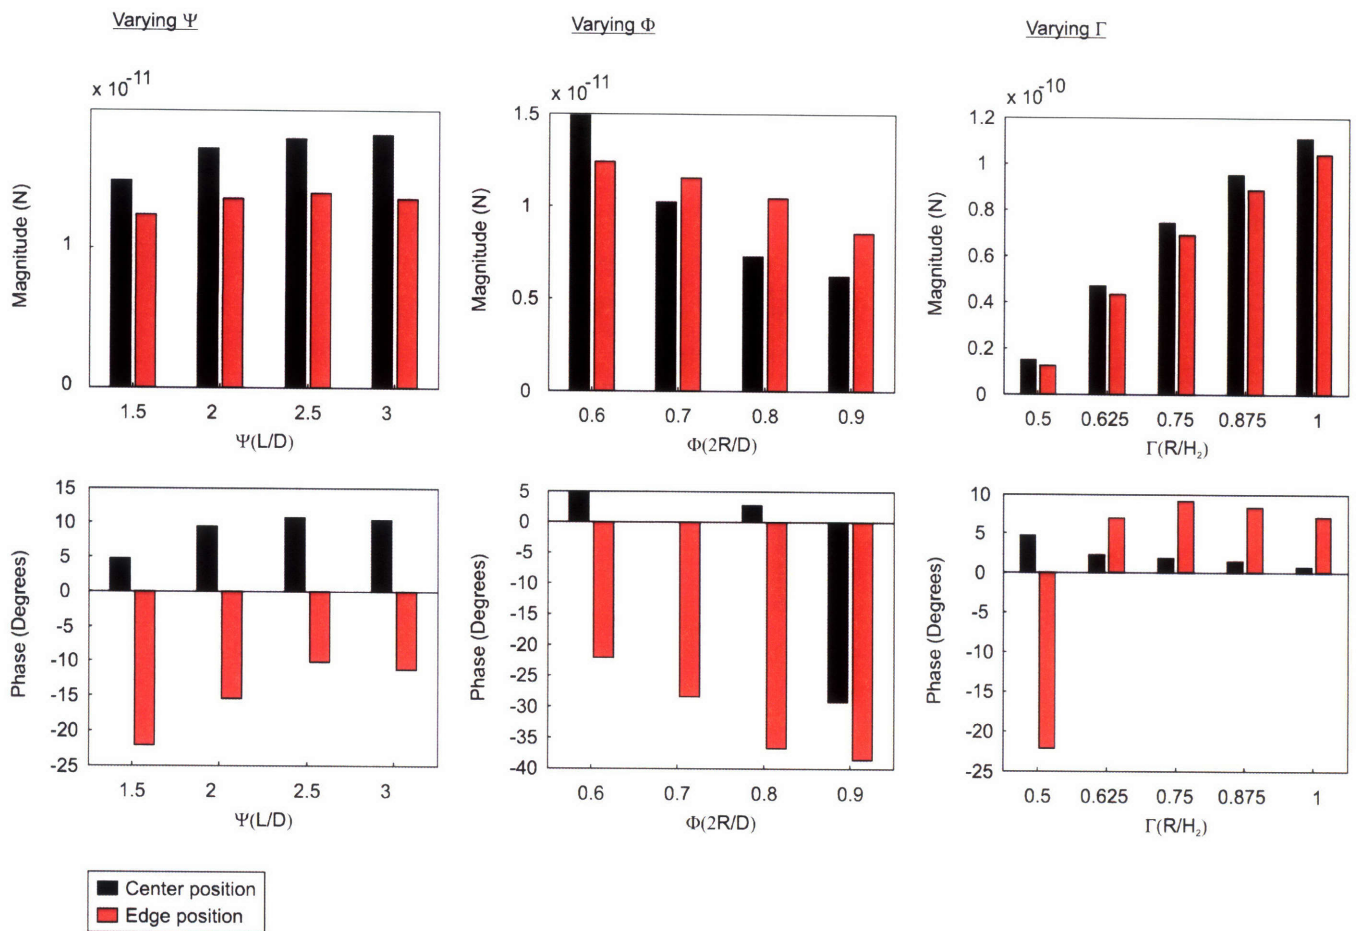 Varying Ψ
Varying Φ
Varying Γ
x 10-11
Magnitude (N)
1
0
1.5 2 2.5 3
Ψ(L/D)
x 10-11
Magnitude (N)
1.5
1
0.5
0
0.6 0.7 0.8 0.9
Φ(2R/D)
x 10-10
Magnitude (N)
1.2
1
0.8
0.6
0.4
0.2
0
0.5 0.625 0.75 0.875 1
Γ(R/H2)
Phase (Degrees)
15
10
5
0
-5
-10
-15
-20
-25
1.5 2 2.5 3
Ψ(L/D)
Phase (Degrees)
5
0
-5
-10
-15
-20
-25
-30
-35
-40
0.6 0.7 0.8 0.9
Φ(2R/D)
Phase (Degrees)
10
5
0
-5
-10
-15
-20
-25
0.5 0.625 0.75 0.875 1
Γ(R/H2)
Center position
Edge position